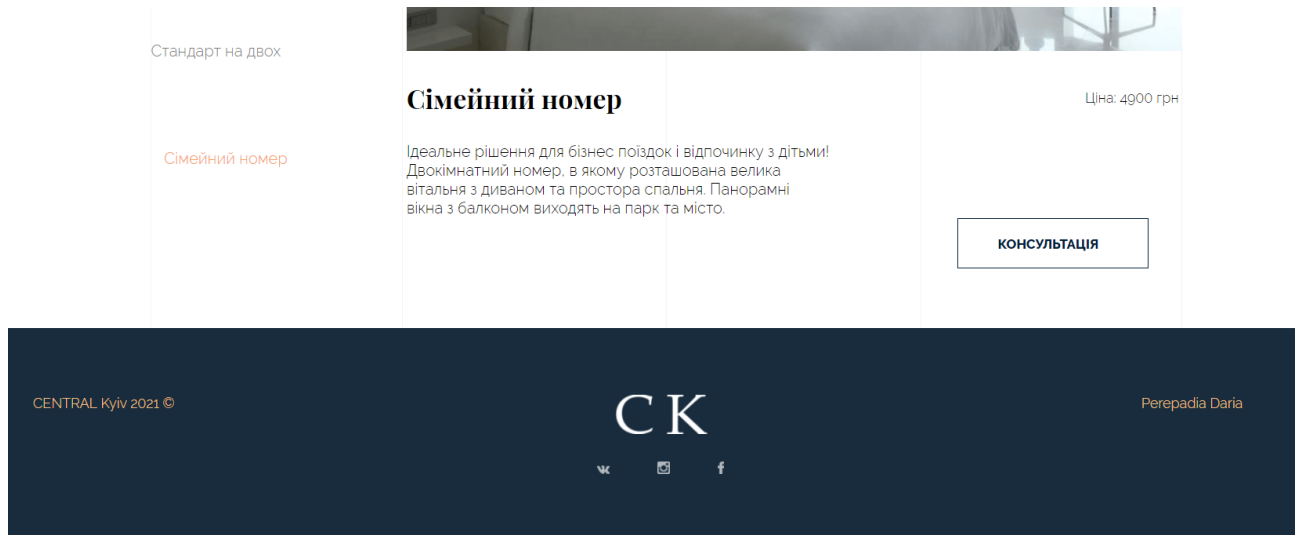 Стандарт на двох
Сімейний номер
Ціна: 4900 грн
Сімейний номер
Ідеальне рішення для бізнес поїздок і відпочинку з дітьми!
Двокімнатний номер, в якому розташована велика
вітальня з диваном та простора спальня. Панорамні
вікна з балконом виходять на парк та місто.
КОНСУЛЬТАЦІЯ
CENTRAL Kyiv 2021 ©
C K
Perepadia Daria